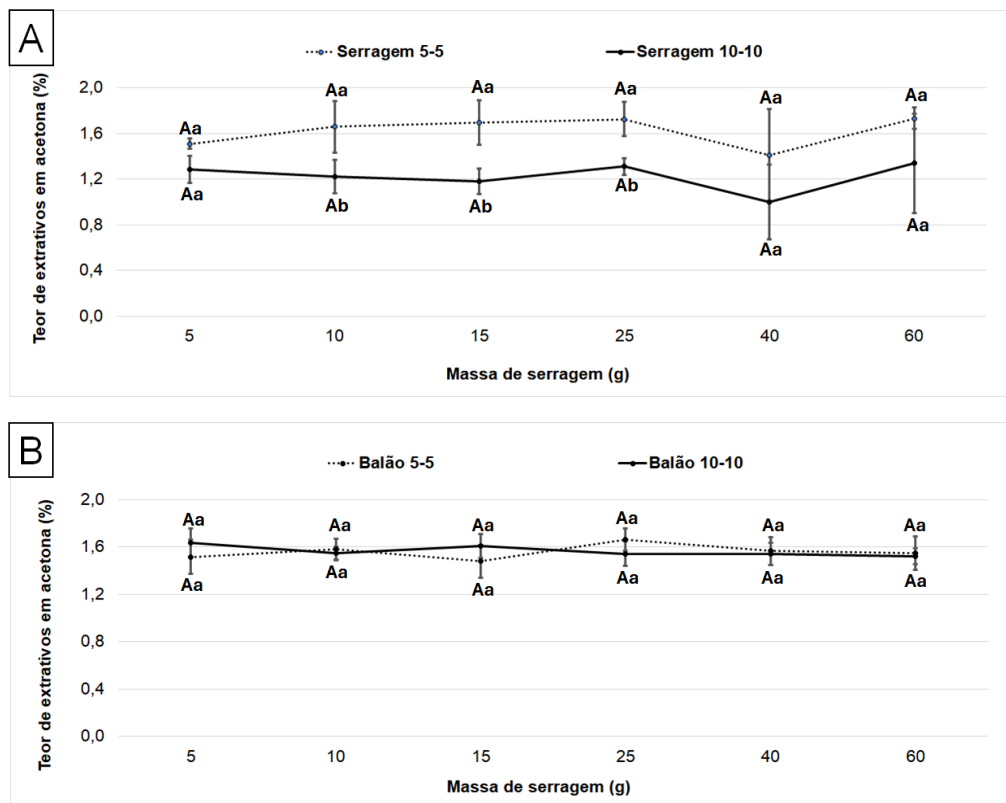 A
Serragem 5-5 Serragem 10-10
Teor de extrativos em acetona (%)
2,0
1,6
1,2
0,8
0,4
0,0
Aa Aa Aa Aa Aa Aa
Aa Ab Ab Ab Aa Aa
5 10 15 25 40 60
Massa de serragem (g)
B
Balão 5-5 Balão 10-10
Teor de extrativos em acetona (%)
2,0
1,6
1,2
0,8
0,4
0,0
Aa Aa Aa Aa Aa Aa
Aa Aa Aa Aa Aa Aa
5 10 15 25 40 60
Massa de serragem (g)